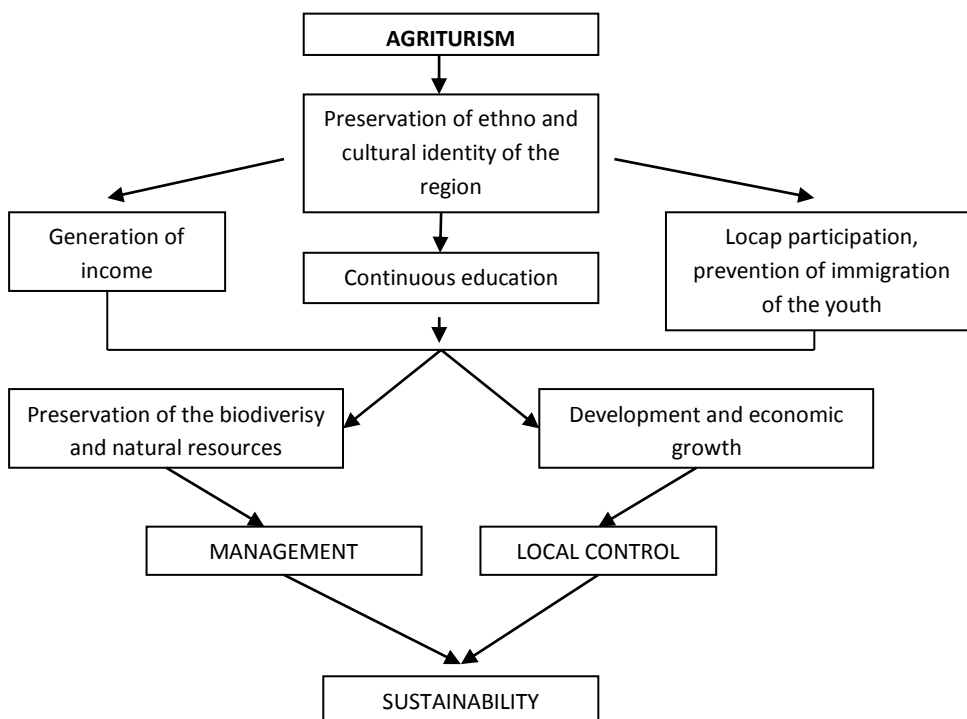 AGRITURISM
Preservation of ethno and
cultural identity of the
region
Generation of
income
Continuous education
Locap participation,
prevention of immigration
of the youth
Preservation of the biodiverisy
and natural resources
Development and economic
growth
MANAGEMENT
LOCAL CONTROL
SUSTAINABILITY